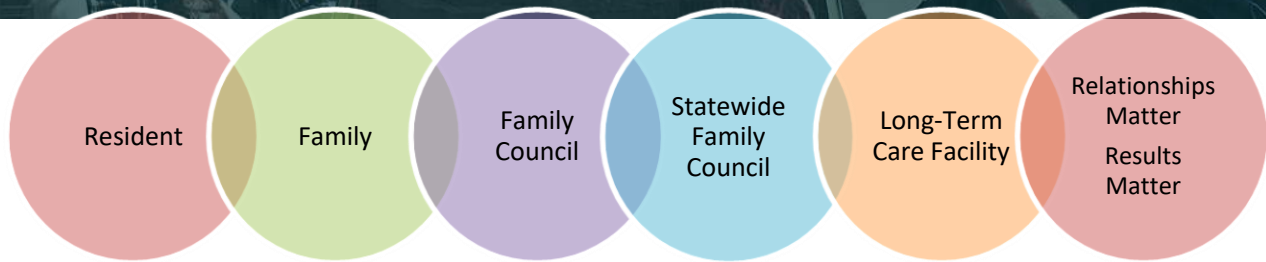 Resident
Family
Family
Council
Statewide
Family
Council
Long-Term
Care Facility
Relationships
Matter
Results
Matter